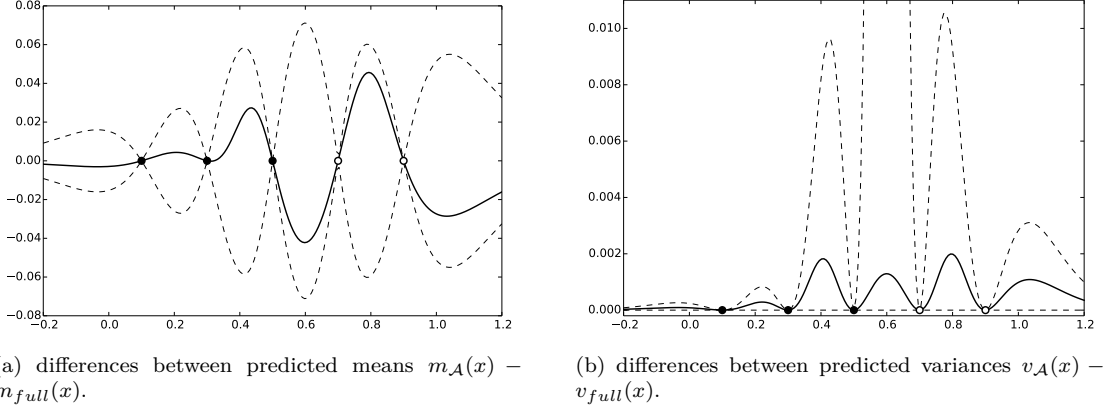 0.08
0.06
0.04
0.02
0.00
−0.02
−0.04
−0.06
−0.08
−0.2 0.0 0.2 0.4 0.6 0.8 1.0 1.2
0.010
0.008
0.006
0.004
0.002
0.000
−0.2 0.0 0.2 0.4 0.6 0.8 1.0 1.2
a) differences between predicted means m𝒜(x) −
n_full(x).
(b) differences between predicted variances v𝒜(x) −
v_full(x).